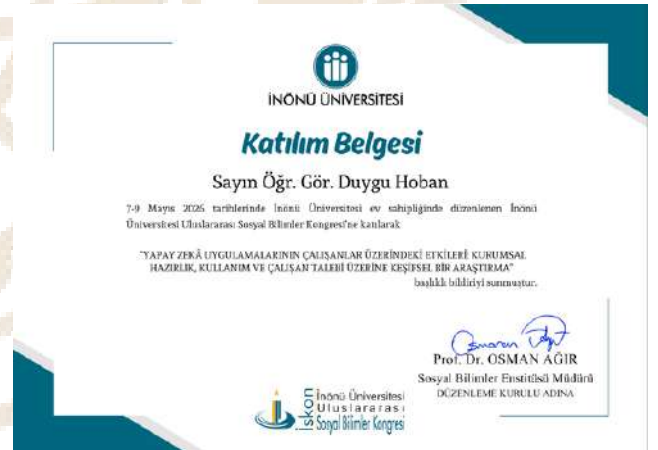 İNÖNÜ ÜNİVERSİTESİ
Katılım Belgesi
Sayın Öğr. Gör. Duygu Hoban
7-9 Mayıs 2026 tarihlerinde İnönü Üniversitesi ev sahipliğinde düzenlenen İnönü
Üniversitesi Uluslararası Sosyal Bilimler Kongresi'ne katılarak
"YAPAY ZEKÂ UYGULAMALARININ ÇALIŞANLAR ÜZERİNDEKİ ETKİLERİ KURUMSAL
HAZIRLIK, KULLANIM VE ÇALIŞAN TALEBİ ÜZERİNE KEŞİFSEL BİR ARAŞTIRMA"
başlıklı bildiriyi sunmuştur.
Prof. Dr. OSMAN AĞIR
Sosyal Bilimler Enstitüsü Müdürü
DÜZENLEME KURULU ADINA
iskon
İnönü Üniversitesi
Uluslararası
Sosyal Bilimler Kongresi